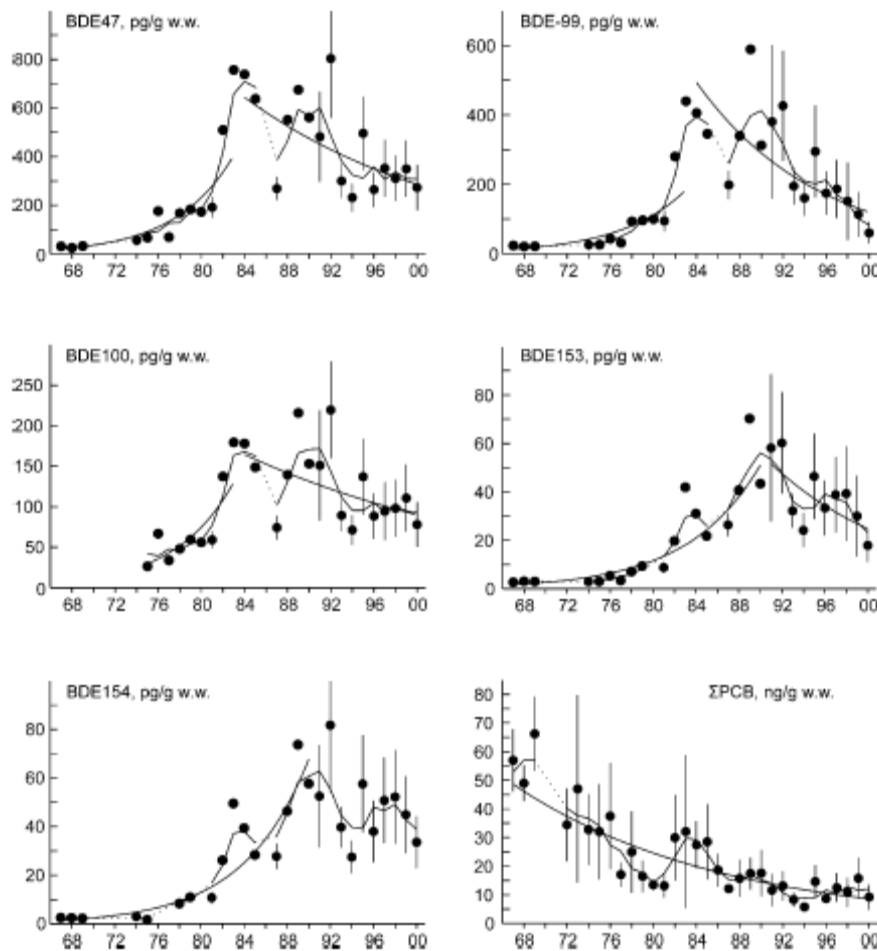 BDE47, pg/g w.w.
800
600
400
200
0
68 72 76 80 84 88 92 96 00
BDE-99, pg/g w.w.
600
400
200
0
68 72 76 80 84 88 92 96 00
BDE100, pg/g w.w.
250
200
150
100
50
0
68 72 76 80 84 88 92 96 00
BDE153, pg/g w.w.
80
60
40
20
0
68 72 76 80 84 88 92 96 00
BDE154, pg/g w.w.
80
60
40
20
0
68 72 76 80 84 88 92 96 00
ΣPCB, ng/g w.w.
80
70
60
50
40
30
20
10
0
68 72 76 80 84 88 92 96 00